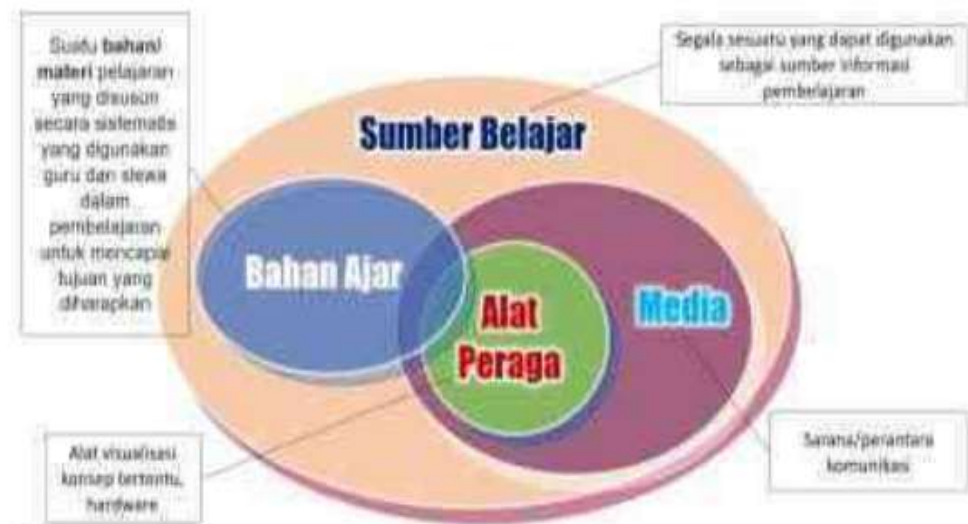 Suatu bahan/
materi pelajaran
yang disusun
secara sistematis
yang digunakan
guru dan siswa
dalam
pembelajaran
untuk mencapai
tujuan yang
diharapkan
Segala sesuatu yang dapat digunakan
sebagai sumber informasi
pembelajaran
Sumber Belajar
Bahan Ajar
Alat
Peraga
Media
Alat visualisasi
konsep tertentu,
hardware
Sarana/perantara
komunikasi